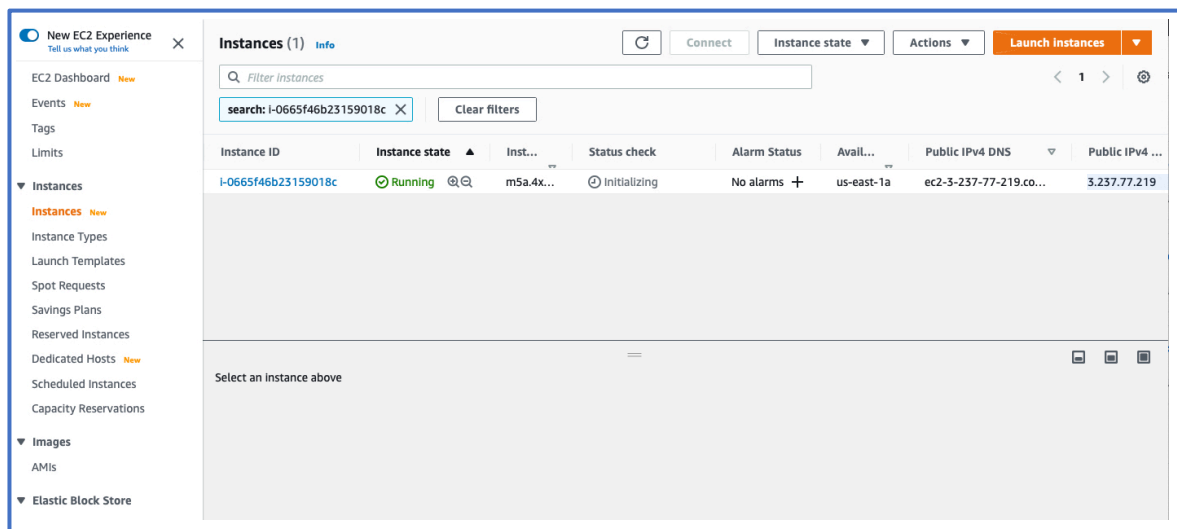 New EC2 Experience
Tell us what you think
EC2 Dashboard New
Events New
Tags
Limits
Instances
Instances New
Instance Types
Launch Templates
Spot Requests
Savings Plans
Reserved Instances
Dedicated Hosts New
Scheduled Instances
Capacity Reservations
Images
AMIs
Elastic Block Store
Instances (1) Info
Connect Instance state Actions Launch instances
Filter instances
1
search: i-0665f46b23159018c Clear filters
Instance ID Instance state Inst... Status check Alarm Status Avail... Public IPv4 DNS Public IPv4 ...
i-0665f46b23159018c Running m5a.4x... Initializing No alarms us-east-1a ec2-3-237-77-219.co... 3.237.77.219
Select an instance above